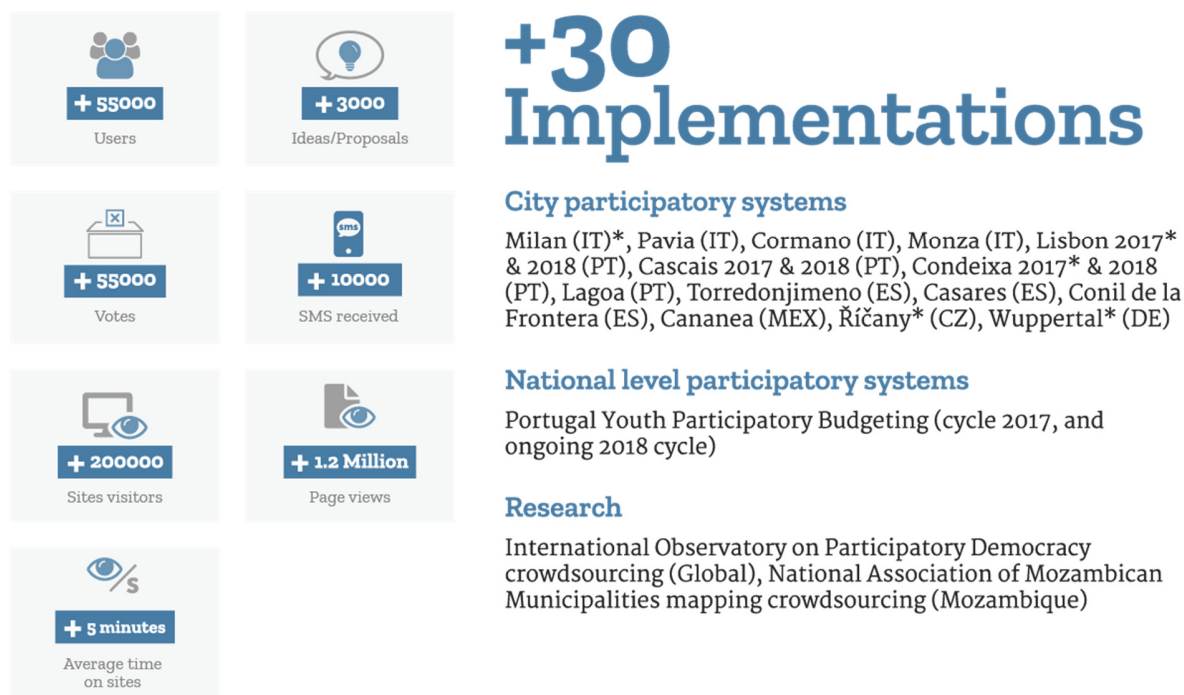 + 55000
Users
+ 3000
Ideas/Proposals
+ 55000
Votes
sms
+ 10000
SMS received
+ 200000
Sites visitors
+ 1.2 Million
Page views
S
+ 5 minutes
Average time
on sites
+30
Implementations
City participatory systems
Milan (IT)*, Pavia (IT), Cormano (IT), Monza (IT), Lisbon 2017*
& 2018 (PT), Cascais 2017 & 2018 (PT), Condeixa 2017* & 2018
(PT), Lagoa (PT), Torredonjimeno (ES), Casares (ES), Conil de la
Frontera (ES), Cananea (MEX), Říčany* (CZ), Wuppertal* (DE)
National level participatory systems
Portugal Youth Participatory Budgeting (cycle 2017, and
ongoing 2018 cycle)
Research
International Observatory on Participatory Democracy
crowdsourcing (Global), National Association of Mozambican
Municipalities mapping crowdsourcing (Mozambique)